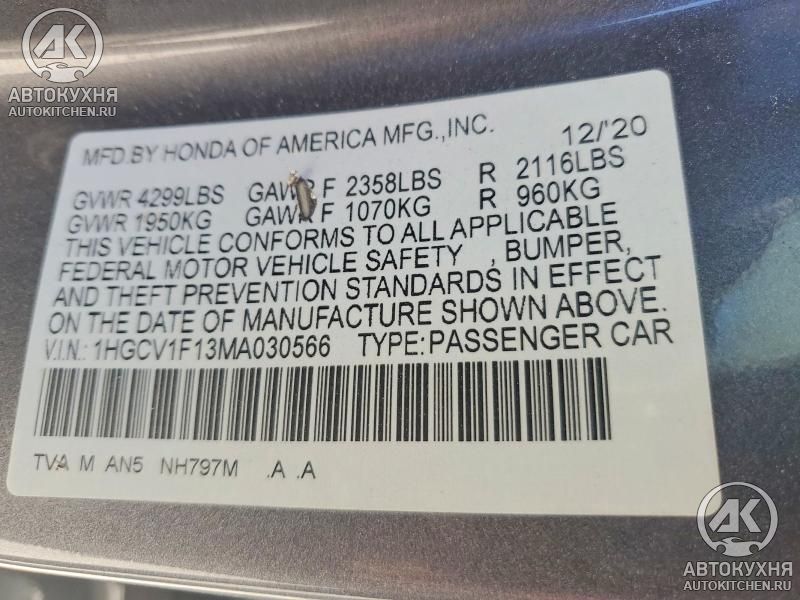 AK
АВТОКУХНЯ
AUTOKITCHEN.RU
MFD.BY HONDA OF AMERICA MFG.,INC. 12/'20
GVWR 4299LBS GAWR F 2358LBS R 2116LBS
GVWR 1950KG GAWR F 1070KG R 960KG
THIS VEHICLE CONFORMS TO ALL APPLICABLE
FEDERAL MOTOR VEHICLE SAFETY , BUMPER,
AND THEFT PREVENTION STANDARDS IN EFFECT
ON THE DATE OF MANUFACTURE SHOWN ABOVE.
V.I.N.: 1HGCV1F13MA030566 TYPE:PASSENGER CAR
TVA M AN5 NH797M .A .A
AK
АВТОКУХНЯ
AUTOKITCHEN.RU